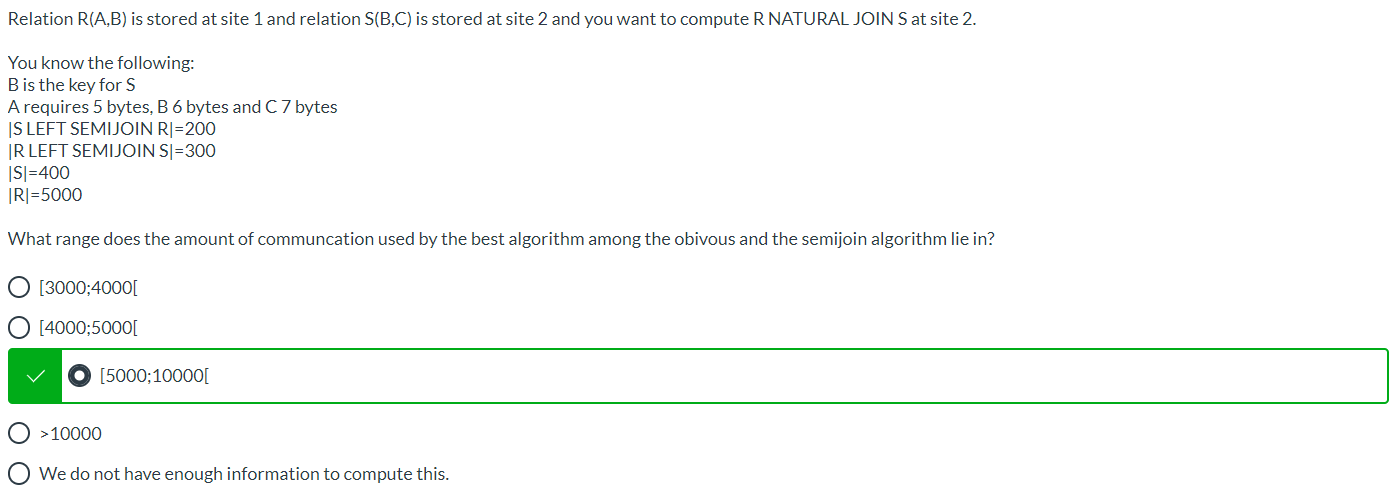 Relation R(A,B) is stored at site 1 and relation S(B,C) is stored at site 2 and you want to compute R NATURAL JOIN S at site 2.
You know the following:
B is the key for S
A requires 5 bytes, B 6 bytes and C 7 bytes
|S LEFT SEMIJOIN R|=200
|R LEFT SEMIJOIN S|=300
|S|=400
|R|=5000
What range does the amount of communcation used by the best algorithm among the obivous and the semijoin algorithm lie in?
[3000;4000[
[4000;5000[
[5000;10000[
>10000
We do not have enough information to compute this.